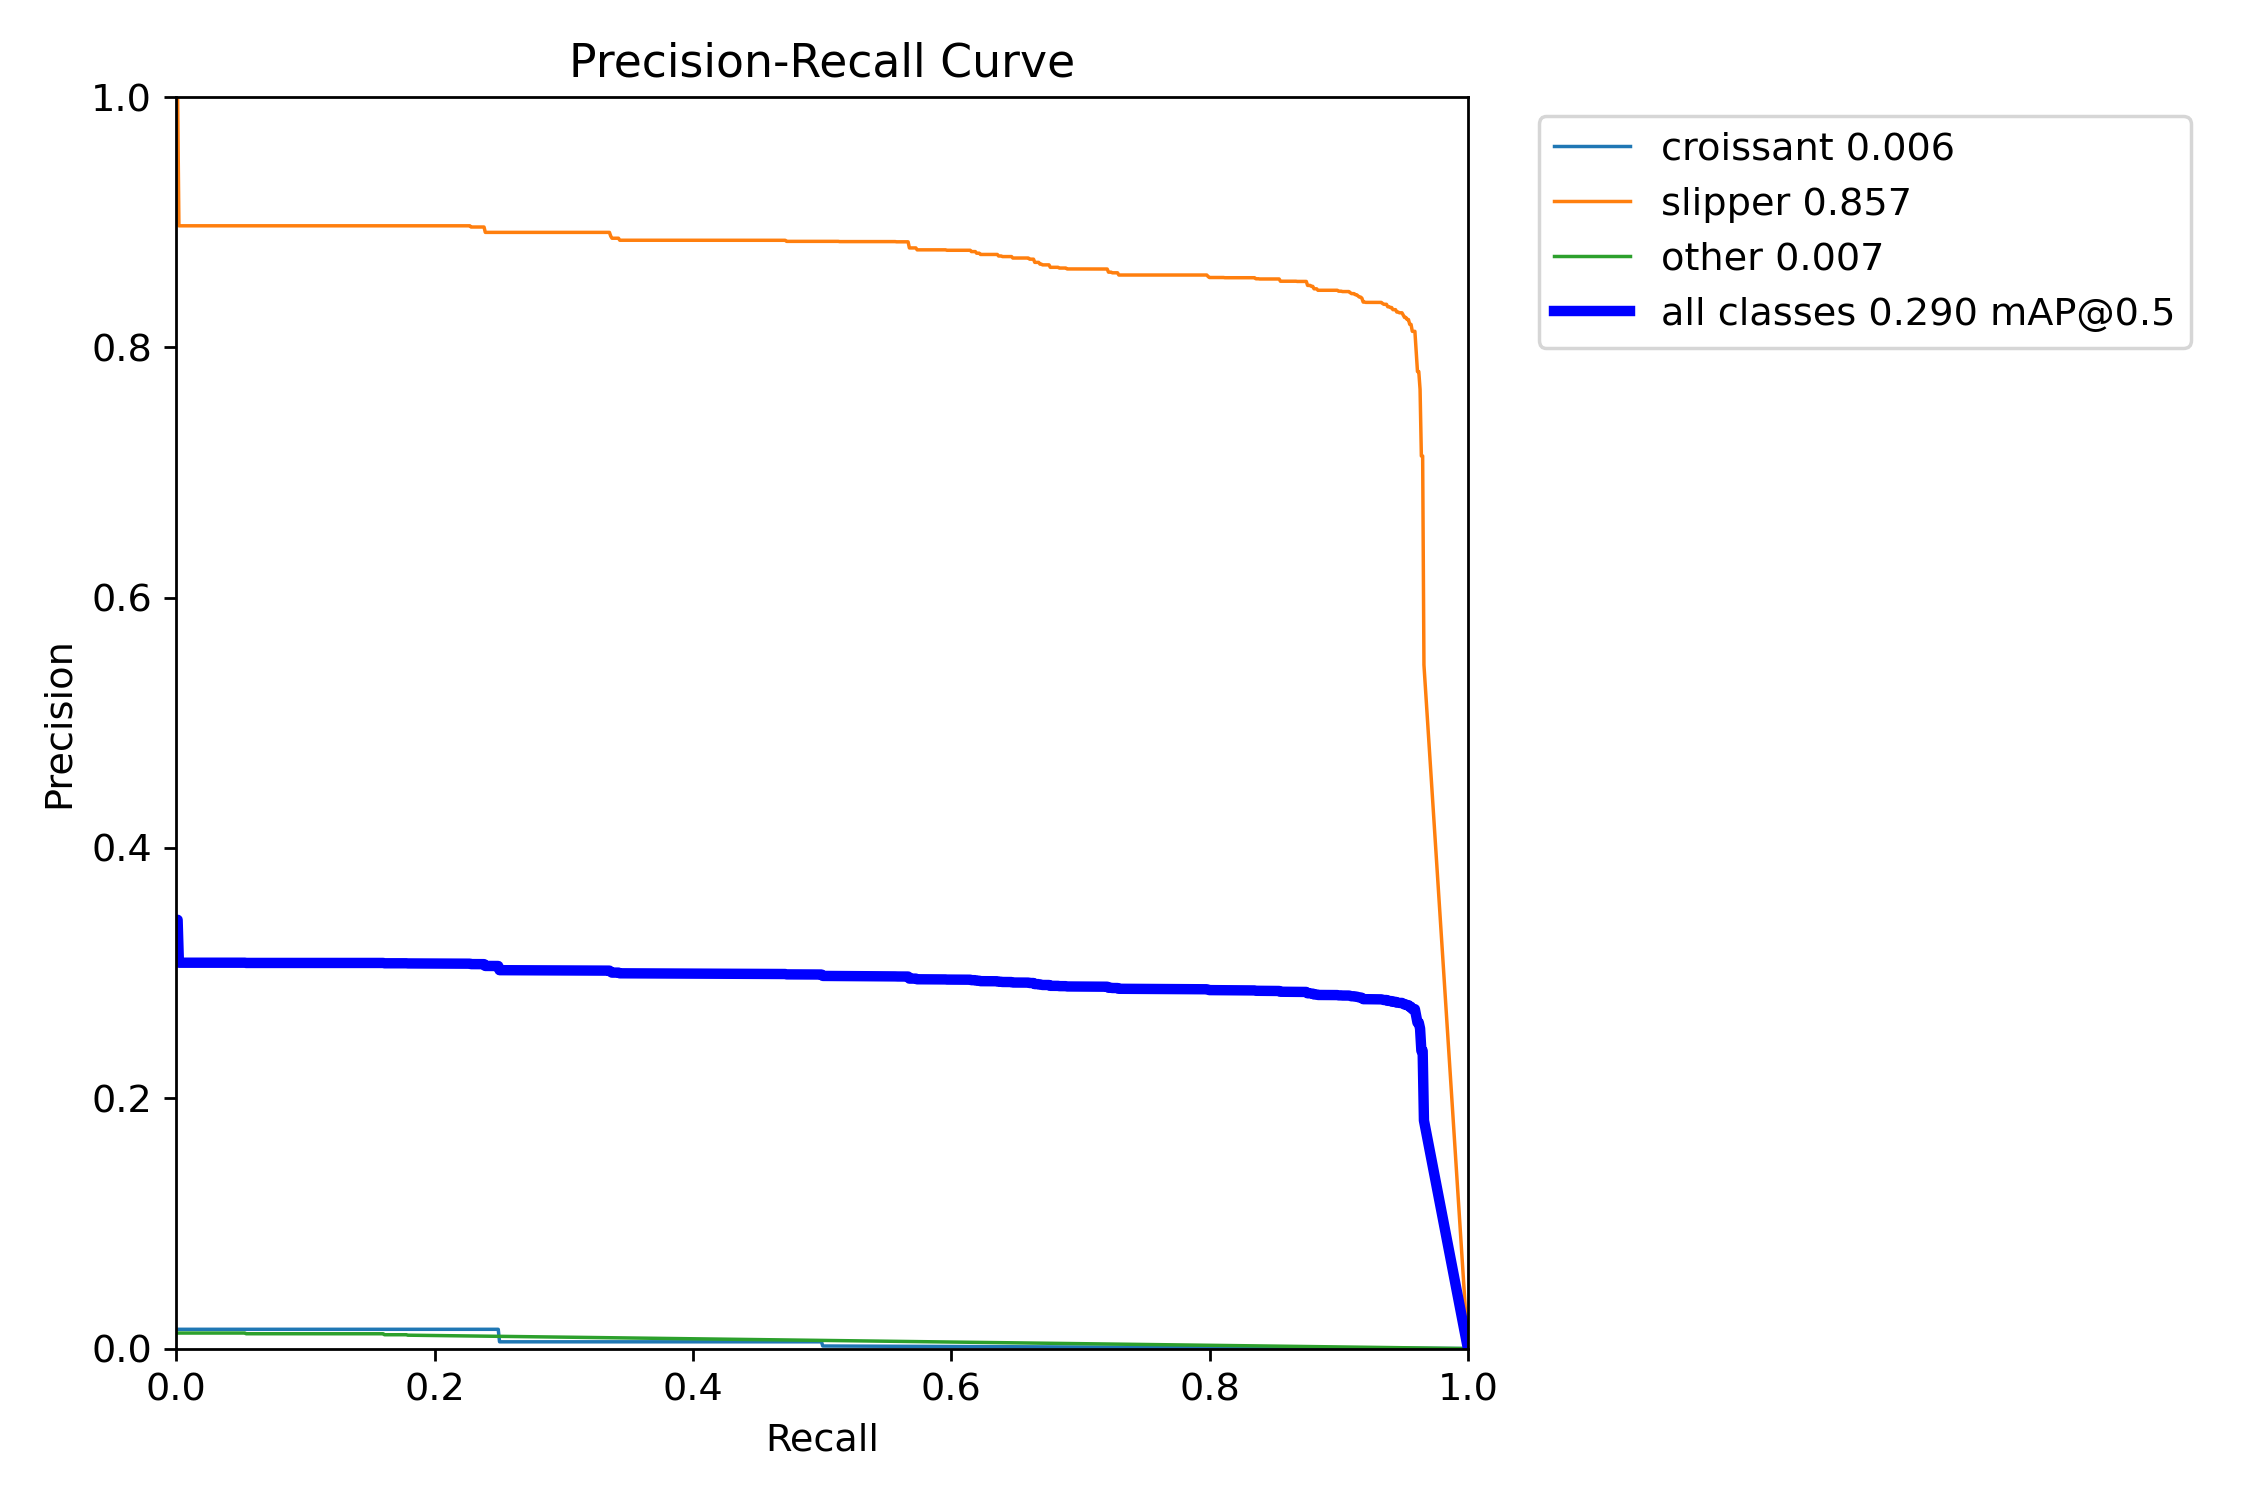 Precision-Recall Curve
1.0
0.8
0.6
0.4
0.2
0.0
Precision
0.0 0.2 0.4 0.6 0.8 1.0
Recall
croissant 0.006
slipper 0.857
other 0.007
all classes 0.290 mAP@0.5